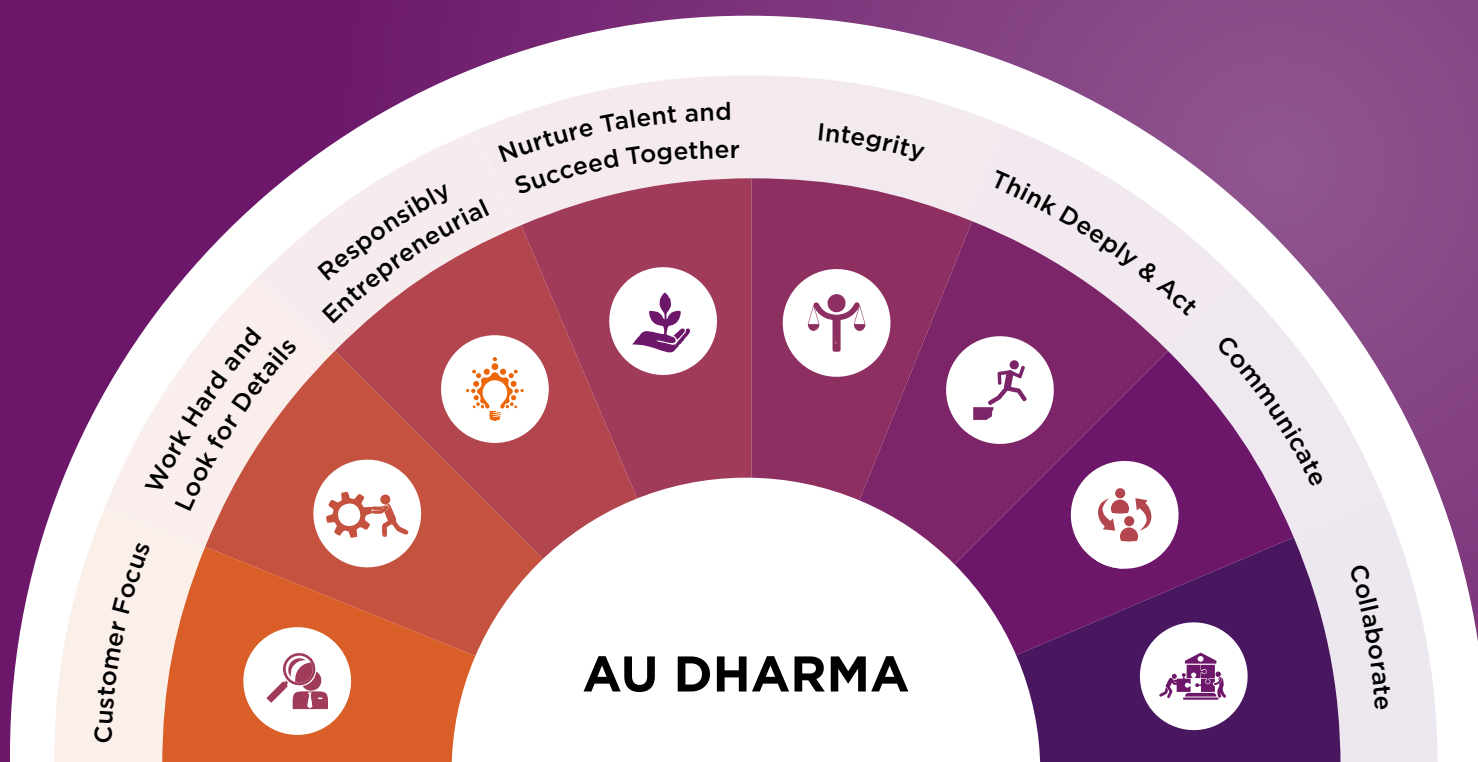 Customer Focus
Work Hard and
Look for Details
Responsibly
Entrepreneurial
Nurture Talent and
Succeed Together
Integrity
Think Deeply & Act
Communicate
Collaborate
AU DHARMA